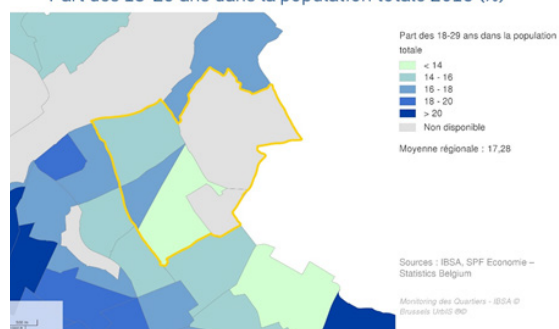 Part des 18-29 ans dans la population
totale
< 14
14 - 16
16 - 18
18 - 20
> 20
Non disponible
Moyenne régionale : 17,28
Sources : IBSA, SPF Economie –
Statistics Belgium
Monitoring des Quartiers - IBSA ©
Brussels UrbIS ®©